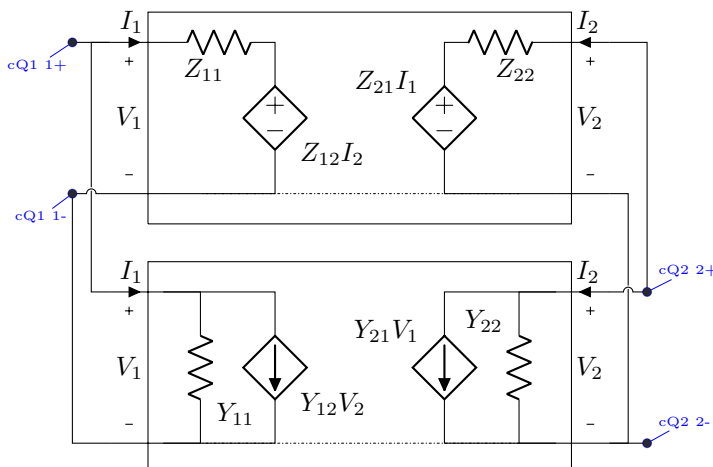 I₁ I₂
cQ1 1+ + +
Z₁₁ Z₂₁I₁ Z₂₂
V₁ + + V₂
− −
Z₁₂I₂
− −
cQ1 1-
I₁ I₂ cQ2 2+
+ +
Y₂₁V₁ Y₂₂
V₁ V₂
Y₁₁ Y₁₂V₂
− − cQ2 2-